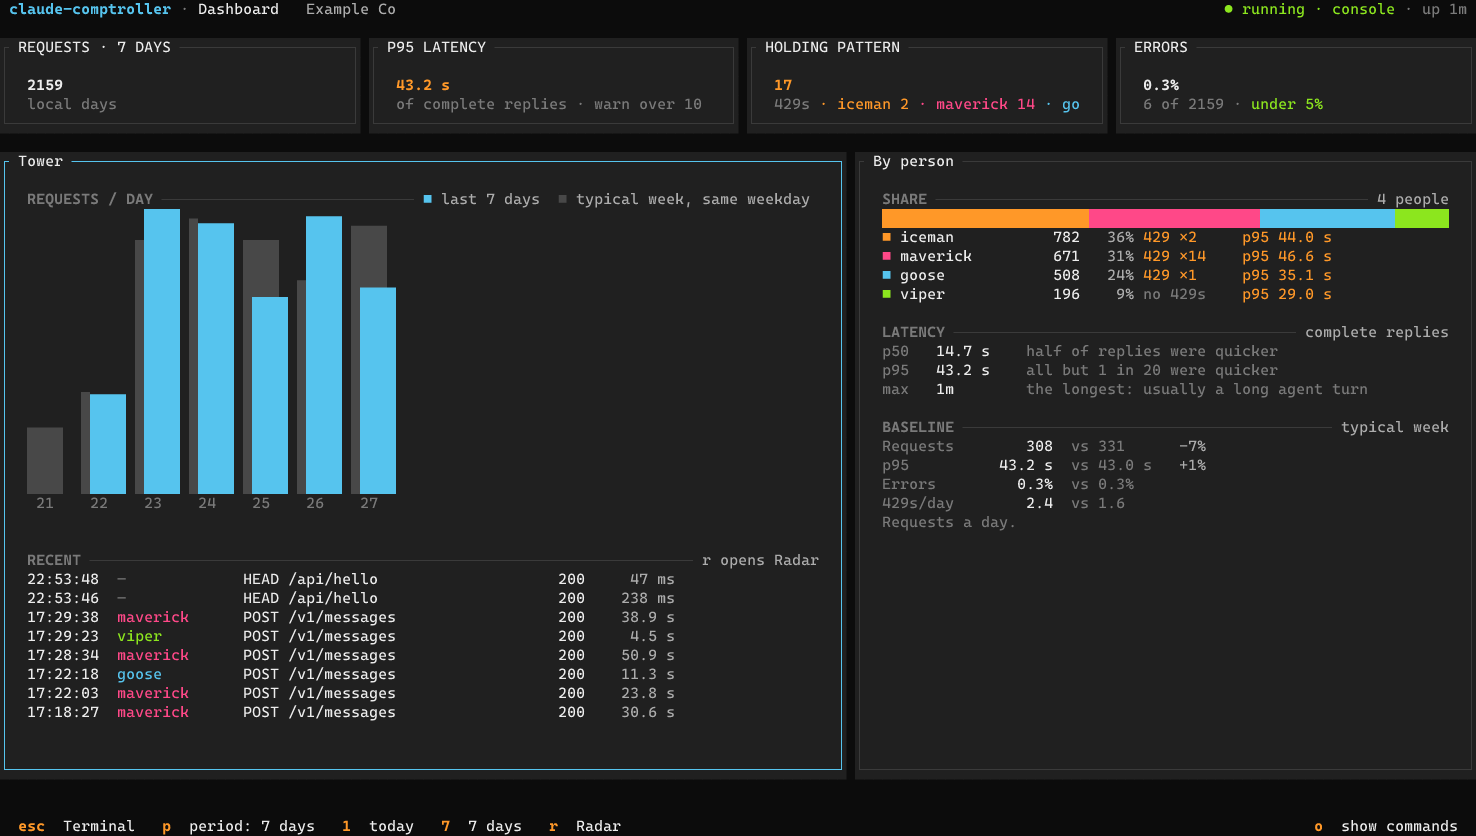 claude-comptroller · Dashboard Example Co ● running · console · up 1m
REQUESTS · 7 DAYS
2159
local days
P95 LATENCY
43.2 s
of complete replies · warn over 10
HOLDING PATTERN
17
429s · iceman 2 · maverick 14 · go
ERRORS
0.3%
6 of 2159 · under 5%
Tower
REQUESTS / DAY ■ last 7 days ■ typical week, same weekday
21 22 23 24 25 26 27
RECENT r opens Radar
22:53:48 — HEAD /api/hello 200 47 ms
22:53:46 — HEAD /api/hello 200 238 ms
17:29:38 maverick POST /v1/messages 200 38.9 s
17:29:23 viper POST /v1/messages 200 4.5 s
17:28:34 maverick POST /v1/messages 200 50.9 s
17:22:18 goose POST /v1/messages 200 11.3 s
17:22:03 maverick POST /v1/messages 200 23.8 s
17:18:27 maverick POST /v1/messages 200 30.6 s
By person
SHARE 4 people
■ iceman 782 36% 429 ×2 p95 44.0 s
■ maverick 671 31% 429 ×14 p95 46.6 s
■ goose 508 24% 429 ×1 p95 35.1 s
■ viper 196 9% no 429s p95 29.0 s
LATENCY complete replies
p50 14.7 s half of replies were quicker
p95 43.2 s all but 1 in 20 were quicker
max 1m the longest: usually a long agent turn
BASELINE typical week
Requests 308 vs 331 −7%
p95 43.2 s vs 43.0 s +1%
Errors 0.3% vs 0.3%
429s/day 2.4 vs 1.6
Requests a day.
esc Terminal p period: 7 days 1 today 7 7 days r Radar o show commands